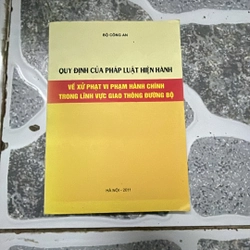 BỘ CÔNG AN
QUY ĐỊNH CỦA PHÁP LUẬT HIỆN HÀNH
VỀ XỬ PHẠT VI PHẠM HÀNH CHÍNH
TRONG LĨNH VỰC GIAO THÔNG ĐƯỜNG BỘ
HÀ NỘI - 2011